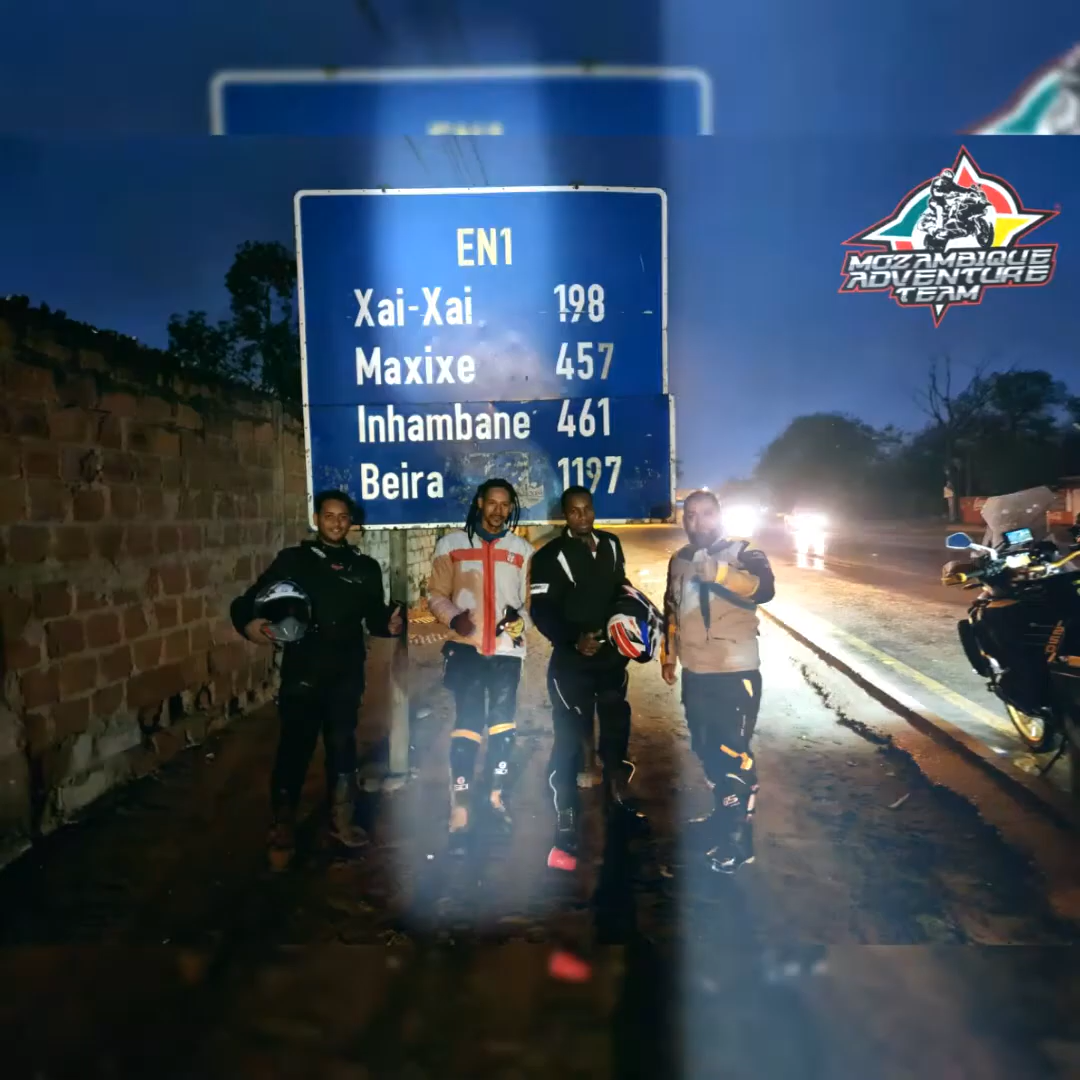 EN1
Xai-Xai 198
Maxixe 457
Inhambane 461
Beira 1197
MOZAMBIQUE
ADVENTURE
TEAM